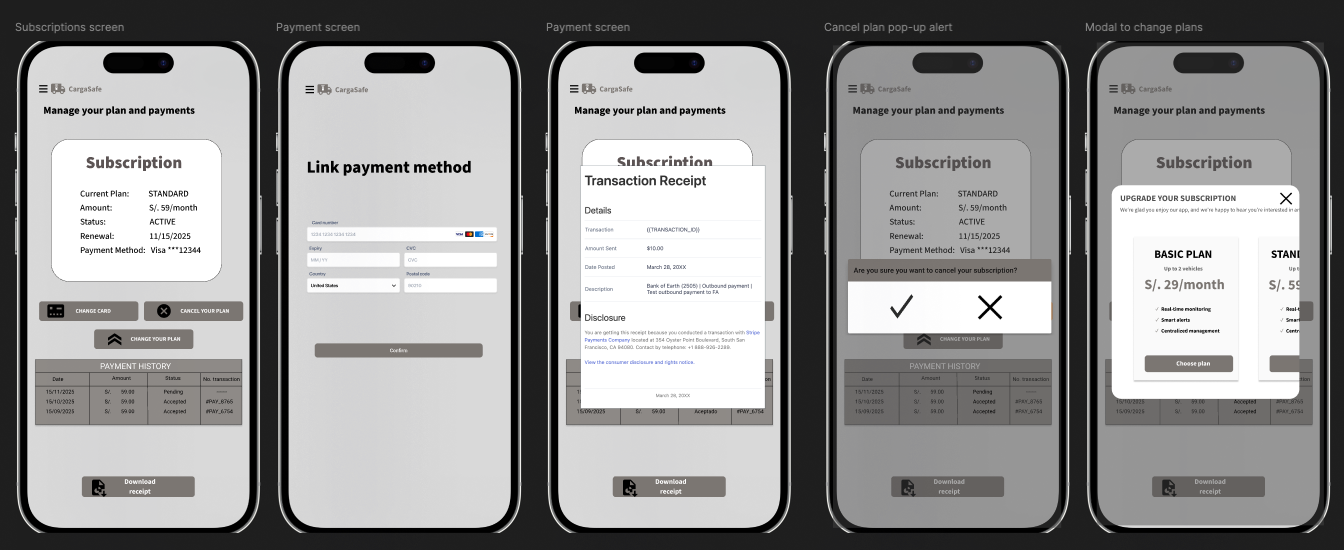 Subscriptions screen
CargaSafe
Manage your plan and payments
Subscription
Current Plan: STANDARD
Amount: S/. 59/month
Status: ACTIVE
Renewal: 11/15/2025
Payment Method: Visa ***12344
CHANGE CARD
CANCEL YOUR PLAN
CHANGE YOUR PLAN
PAYMENT HISTORY
Date Amount Status No. transaction
15/11/2025 S/. 59.00 Pending -----
15/10/2025 S/. 59.00 Accepted #PAY_8765
15/09/2025 S/. 59.00 Accepted #PAY_6754
Download
receipt
Payment screen
CargaSafe
Link payment method
Card number
1234 1234 1234 1234 VISA
Expiry CVC
MM / YY CVC
Country Postal code
United States 90210
Confirm
Payment screen
CargaSafe
Manage your plan and payments
Subscription
Transaction Receipt
Details
Transaction {{TRANSACTION_ID}}
Amount Sent $10.00
Date Posted March 28, 20XX
Description Bank of Earth (2505) | Outbound payment |
Test outbound payment to FA
Disclosure
You are getting this receipt because you conducted a transaction with Stripe
Payments Company located at 354 Oyster Point Boulevard, South San
Francisco, CA 94080. Contact by telephone: +1 888-926-2289.
View the consumer disclosure and rights notice.
March 28, 20XX
15/09/2025 S/. 59.00 Aceptado #PAY_6754
Download
receipt
Cancel plan pop-up alert
CargaSafe
Manage your plan and payments
Subscription
Current Plan: STANDARD
Amount: S/. 59/month
Status: ACTIVE
Renewal: 11/15/2025
Payment Method: Visa ***12344
Are you sure you want to cancel your subscription?
CHANGE YOUR PLAN
PAYMENT HISTORY
Date Amount Status No. transaction
15/11/2025 S/. 59.00 Pending -----
15/10/2025 S/. 59.00 Accepted #PAY_8765
15/09/2025 S/. 59.00 Accepted #PAY_6754
Download
receipt
Modal to change plans
CargaSafe
Manage your plan and payments
Subscription
UPGRADE YOUR SUBSCRIPTION
We're glad you enjoy our app, and we're happy to hear you're interested in
BASIC PLAN STAN
Up to 2 vehicles Up t
S/. 29/month S/. 59
✓ Real-time monitoring ✓ Real-t
✓ Smart alerts ✓ Smart
✓ Centralized management ✓ Centr
Choose plan
15/10/2025 S/. 59.00 Accepted #PAY_8765
15/09/2025 S/. 59.00 Accepted #PAY_6754
Download
receipt